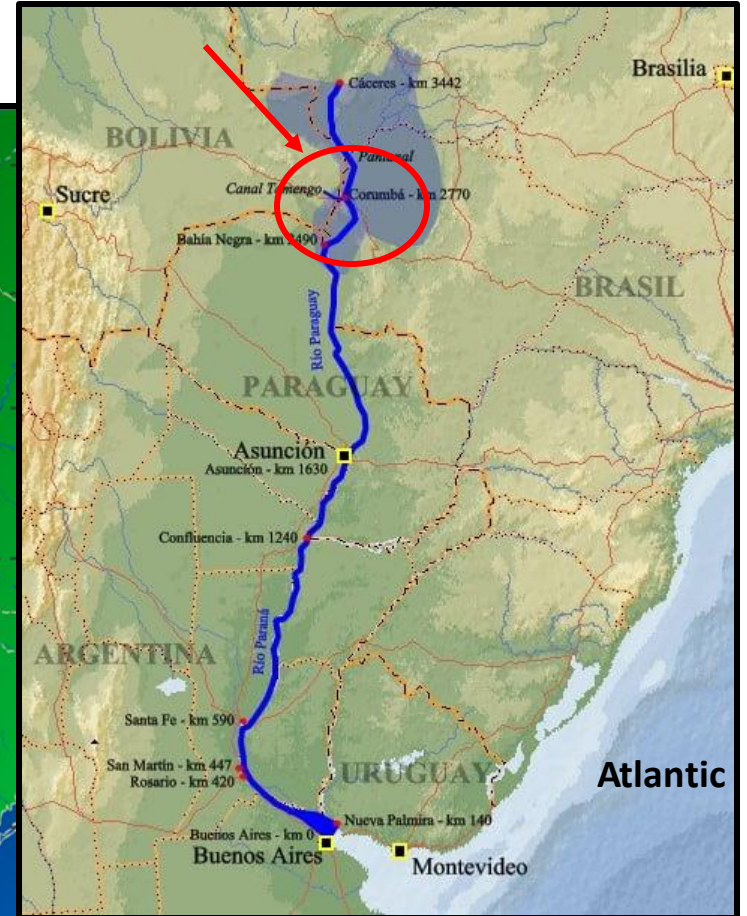 Brasilia
Cáceres - km 3442
BOLIVIA
Pantanal
Canal Tamengo
Corumbá - km 2770
Sucre
Bahía Negra - km 2490
BRASIL
Río Paraguay
PARAGUAY
Asunción
Asunción - km 1630
Confluencia - km 1240
Río Paraná
ARGENTINA
Santa Fe - km 590
San Martín - km 447
Rosario - km 420
URUGUAY
Atlantic
Nueva Palmira - km 140
Buenos Aires - km 0
Buenos Aires
Montevideo